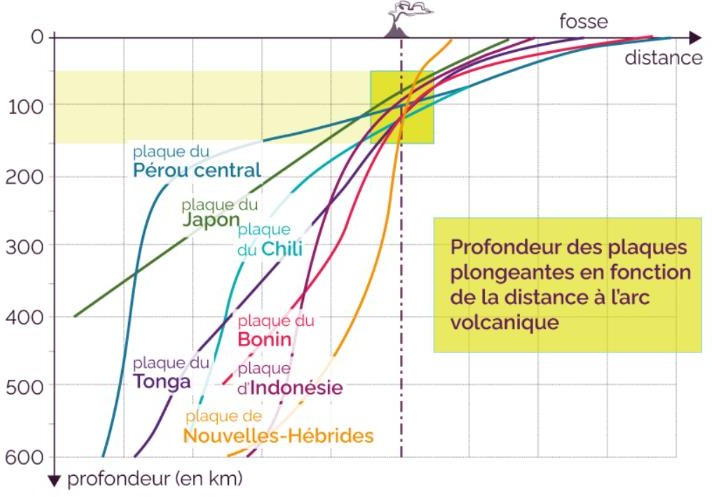 fosse
0
distance
100
plaque du
Pérou central
200
plaque du
Japon
plaque
du Chili
300
Profondeur des plaques
plongeantes en fonction
de la distance à l'arc
volcanique
400
plaque du
Bonin
plaque du
Tonga
plaque
d'Indonésie
500
plaque de
Nouvelles-Hébrides
600
profondeur (en km)